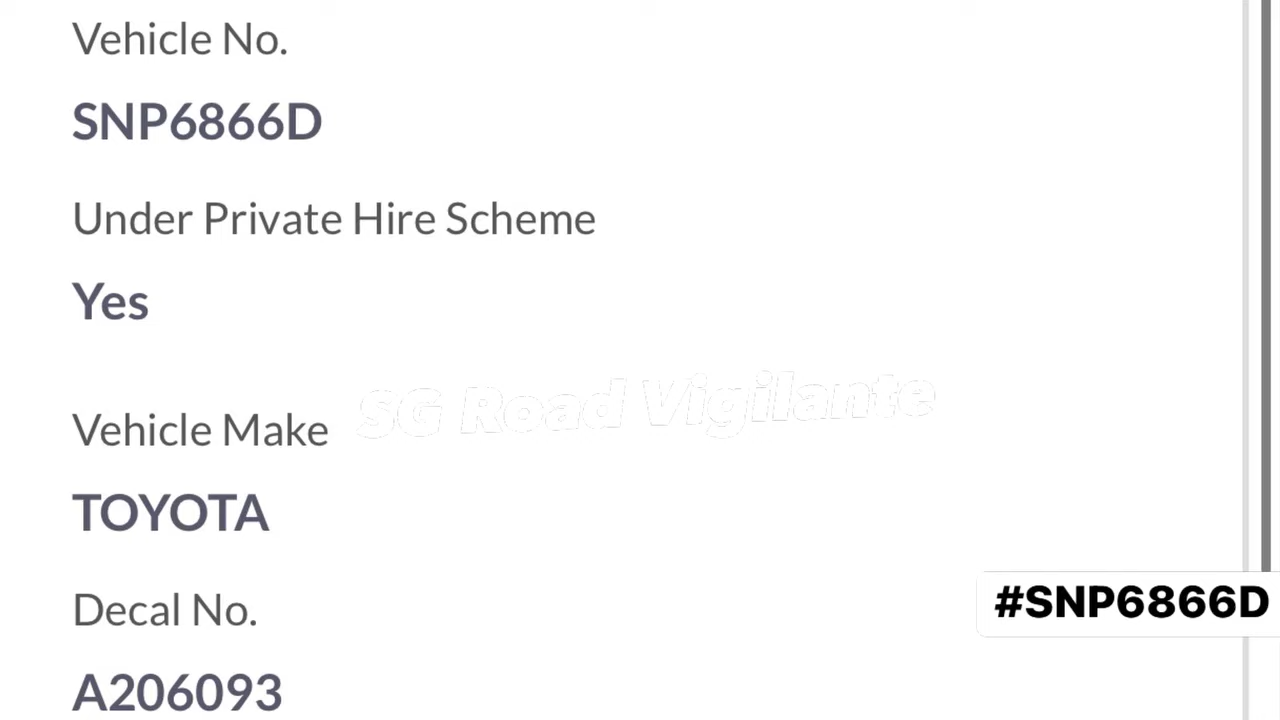 Vehicle No.
SNP6866D
Under Private Hire Scheme
Yes
SG Road Vigilante
Vehicle Make
TOYOTA
Decal No.
#SNP6866D
A206093